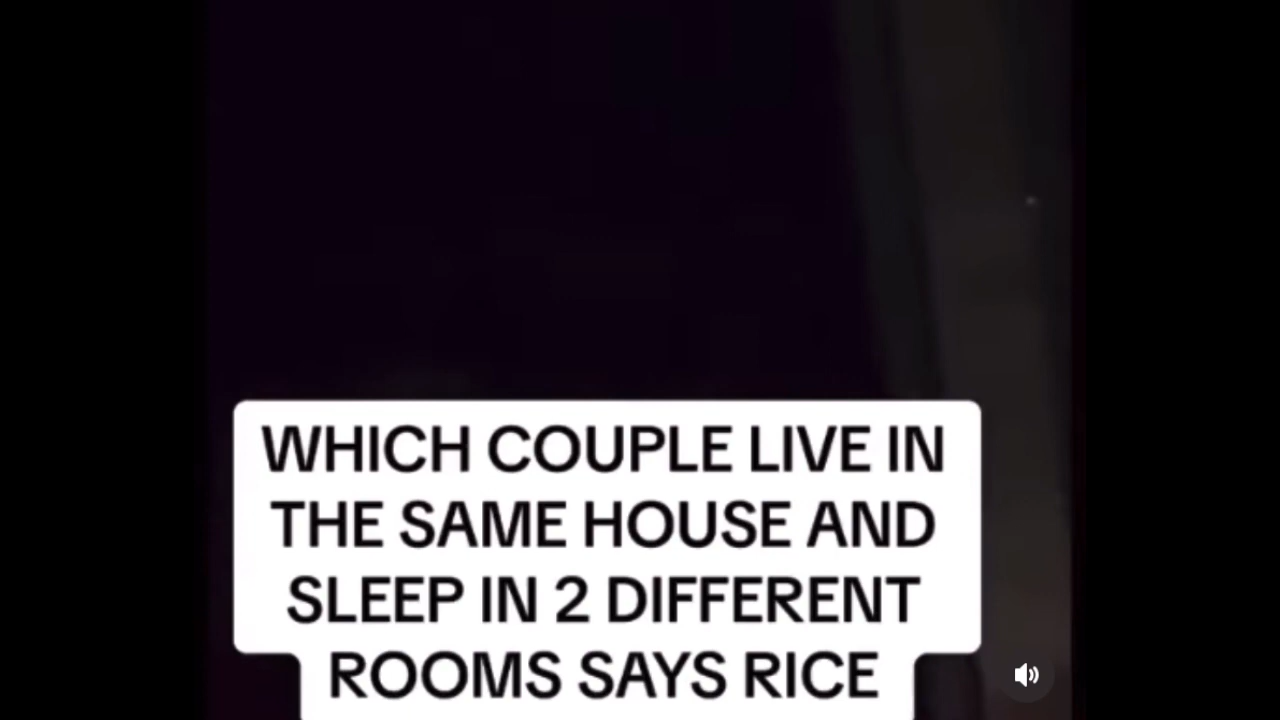 WHICH COUPLE LIVE IN
THE SAME HOUSE AND
SLEEP IN 2 DIFFERENT
ROOMS SAYS RICE